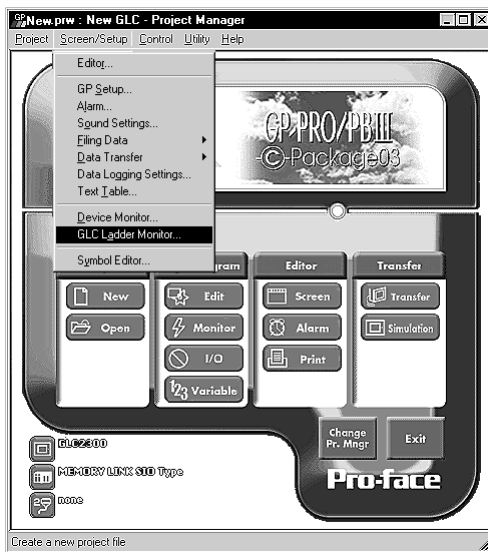 New.prw : New GLC - Project Manager
Project Screen/Setup Control Utility Help
Editor...
GP Setup...
Alarm...
Sound Settings...
Filing Data
Data Transfer
Data Logging Settings...
Text Table...
Device Monitor...
GLC Ladder Monitor...
Symbol Editor...
GP-PRO/PBIII
-C-Package03
Editor
Transfer
New
Open
Edit
Monitor
I/O
Variable
Screen
Alarm
Print
Transfer
Simulation
Change
Pr. Mngr
Exit
GLC2300
MEMORY LINK SIO Type
none
Pro-face
Create a new project file